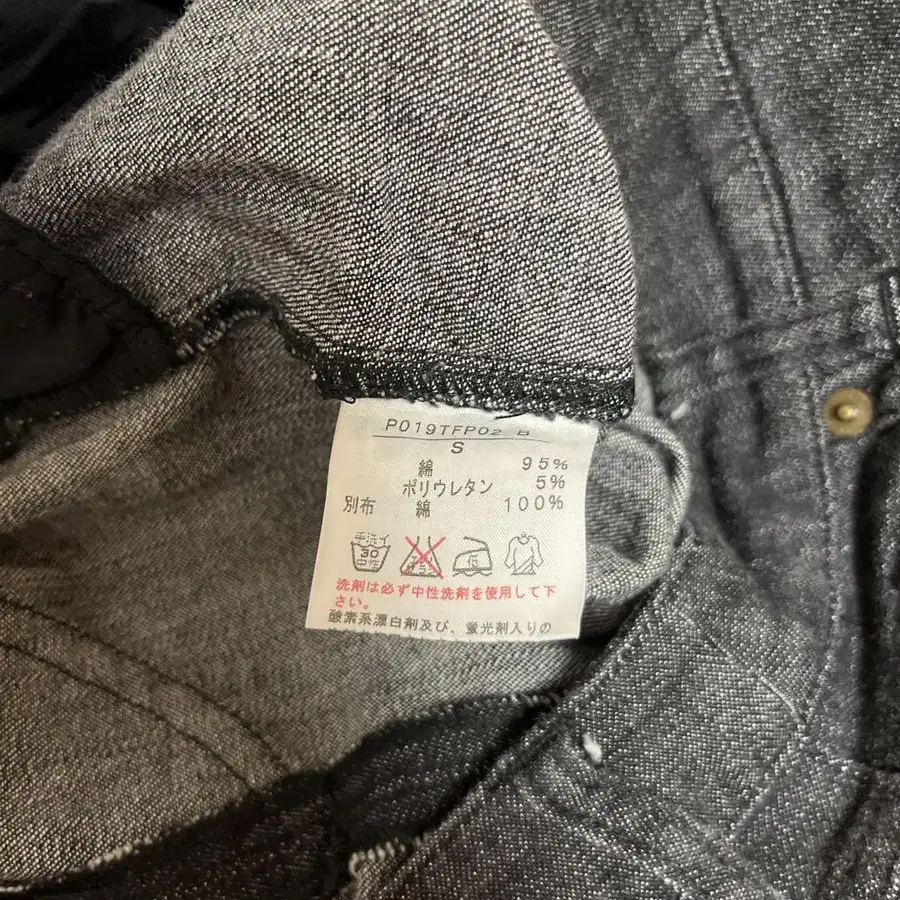 P019TFP02 B
S
綿 95%
ポリウレタン 5%
別布 綿 100%
手洗イ
30
中性
洗剤は必ず中性洗剤を使用して下
さい。
酸素系漂白剤及び、蛍光剤入りの